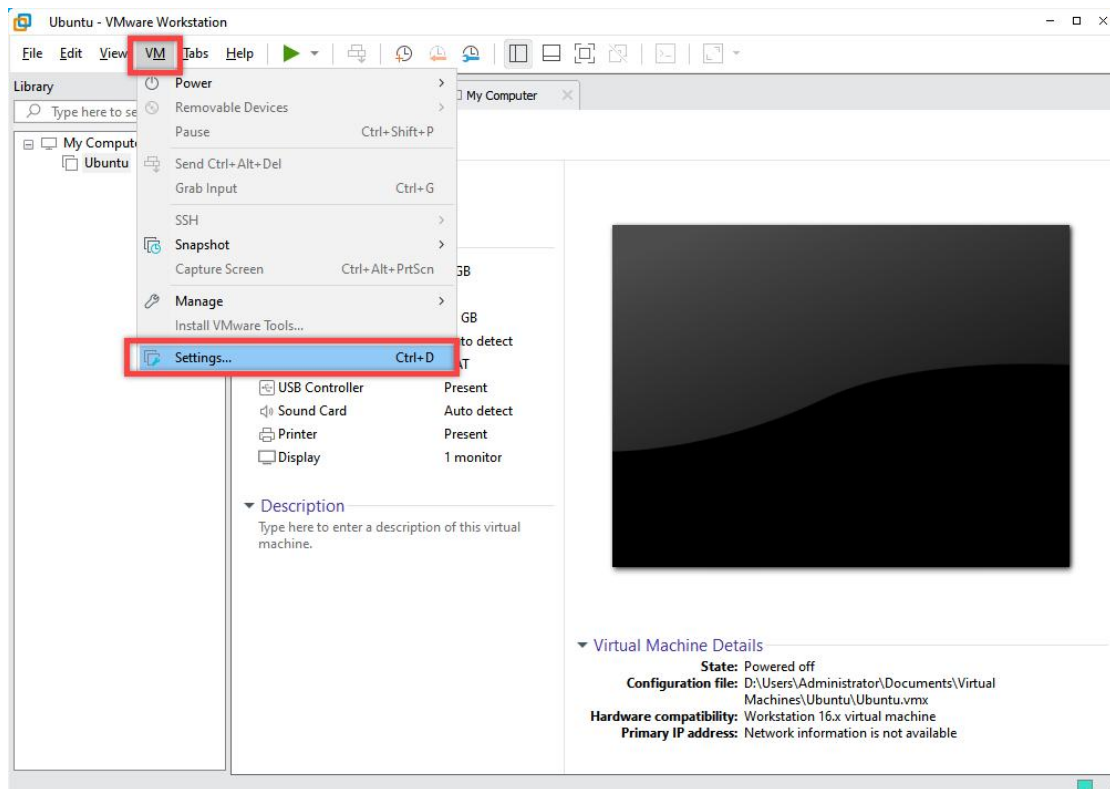 Ubuntu - VMware Workstation
File Edit View VM Tabs Help
Library
Type here to se
My Computer
My Compute
Ubuntu
Power
Removable Devices
Pause Ctrl+Shift+P
Send Ctrl+Alt+Del
Grab Input Ctrl+G
SSH
Snapshot
Capture Screen Ctrl+Alt+PrtScn
Manage
Install VMware Tools...
Settings... Ctrl+D
GB
GB
to detect
AT
USB Controller Present
Sound Card Auto detect
Printer Present
Display 1 monitor
Description
Type here to enter a description of this virtual
machine.
Virtual Machine Details
State: Powered off
Configuration file: D:\Users\Administrator\Documents\Virtual
Machines\Ubuntu\Ubuntu.vmx
Hardware compatibility: Workstation 16.x virtual machine
Primary IP address: Network information is not available